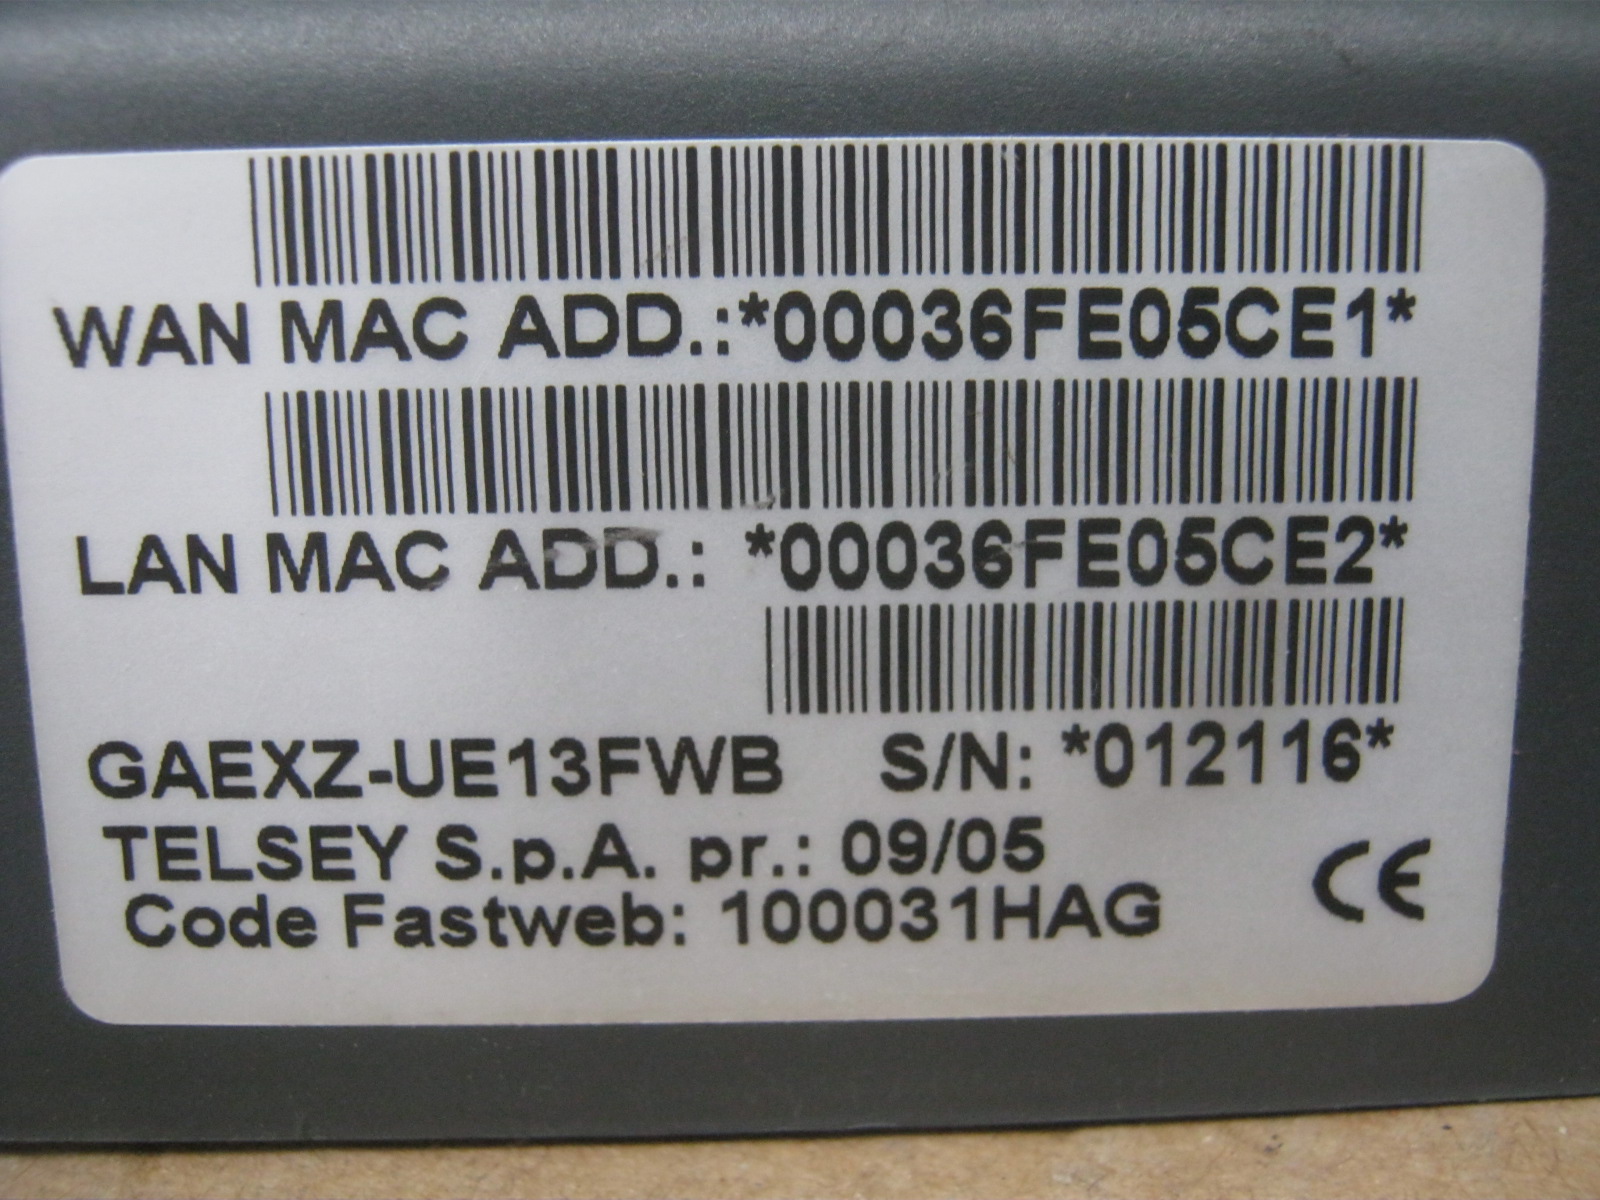 WAN MAC ADD.:*00036FE05CE1*
LAN MAC ADD.: *00036FE05CE2*
GAEXZ-UE13FWB S/N: *012116*
TELSEY S.p.A. pr.: 09/05
Code Fastweb: 100031HAG
CE